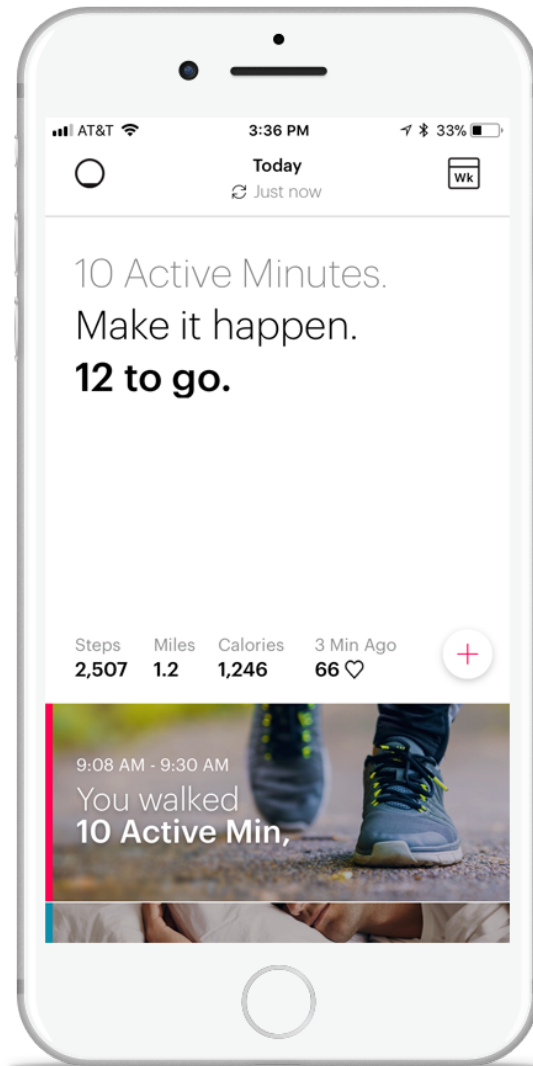 AT&T 3:36 PM 33%
Today
Wk
Just now
10 Active Minutes.
Make it happen.
12 to go.
Steps Miles Calories 3 Min Ago
2,507 1.2 1,246 66
9:08 AM - 9:30 AM
You walked
10 Active Min,